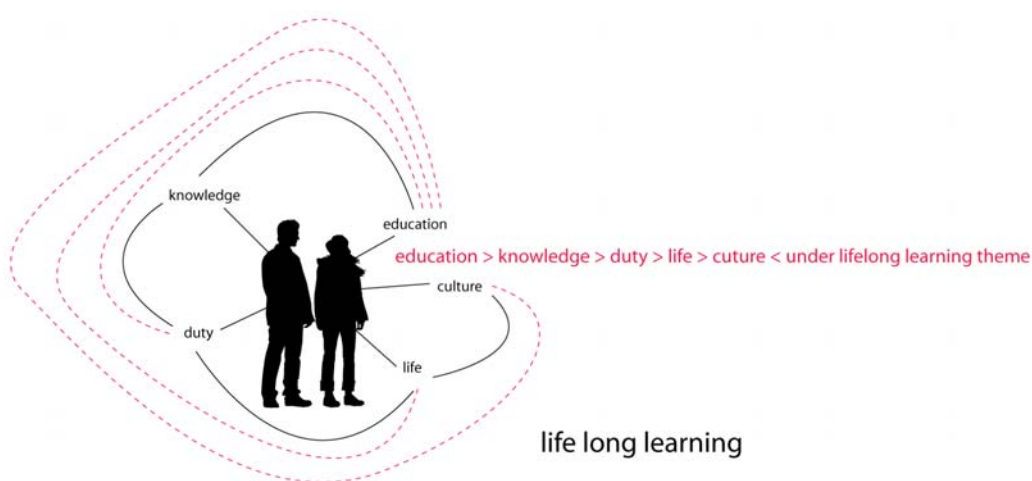 knowledge
education
education > knowledge > duty > life > cuture < under lifelong learning theme
culture
duty
life
life long learning